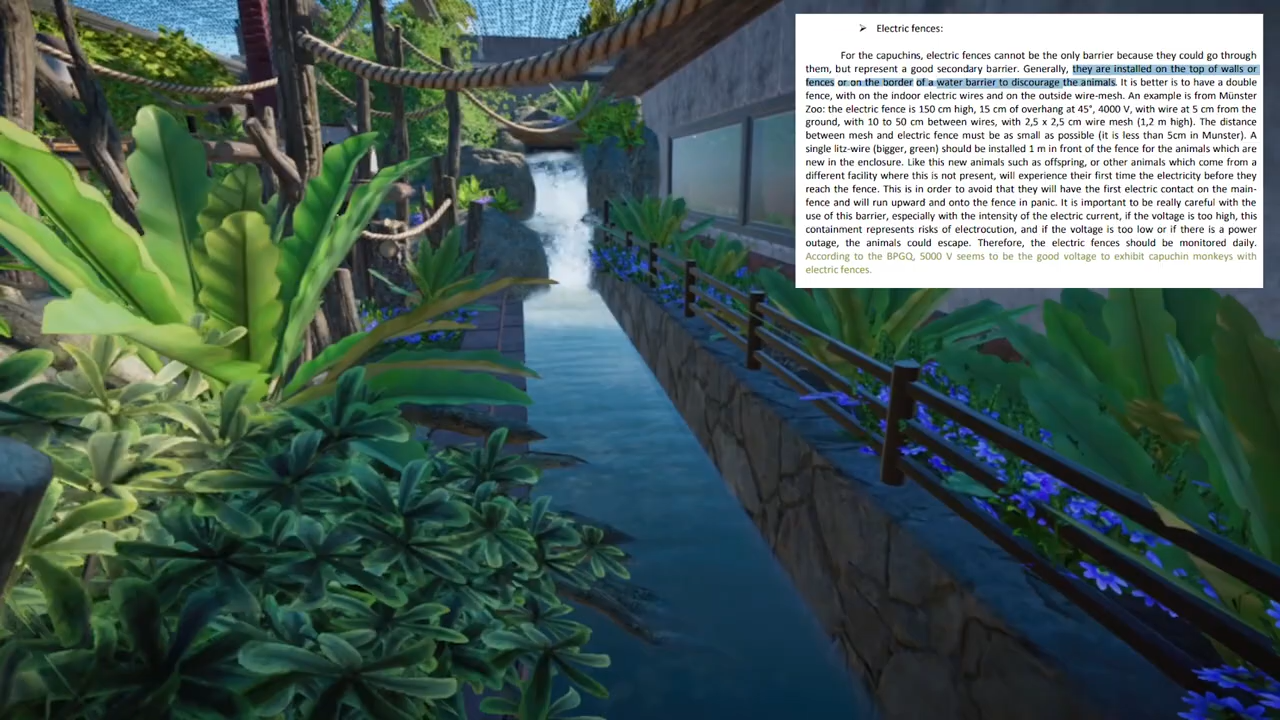 ➢ Electric fences:
For the capuchins, electric fences cannot be the only barrier because they could go through
them, but represent a good secondary barrier. Generally, they are installed on the top of walls or
fences or on the border of a water barrier to discourage the animals. It is better is to have a double
fence, with on the indoor electric wires and on the outside wire-mesh. An example is from Münster
Zoo: the electric fence is 150 cm high, 15 cm of overhang at 45°, 4000 V, with wire at 5 cm from the
ground, with 10 to 50 cm between wires, with 2,5 x 2,5 cm wire mesh (1,2 m high). The distance
between mesh and electric fence must be as small as possible (it is less than 5cm in Munster). A
single litz-wire (bigger, green) should be installed 1 m in front of the fence for the animals which are
new in the enclosure. Like this new animals such as offspring, or other animals which come from a
different facility where this is not present, will experience their first time the electricity before they
reach the fence. This is in order to avoid that they will have the first electric contact on the main-
fence and will run upward and onto the fence in panic. It is important to be really careful with the
use of this barrier, especially with the intensity of the electric current, if the voltage is too high, this
containment represents risks of electrocution, and if the voltage is too low or if there is a power
outage, the animals could escape. Therefore, the electric fences should be monitored daily.
According to the BPGQ, 5000 V seems to be the good voltage to exhibit capuchin monkeys with
electric fences.